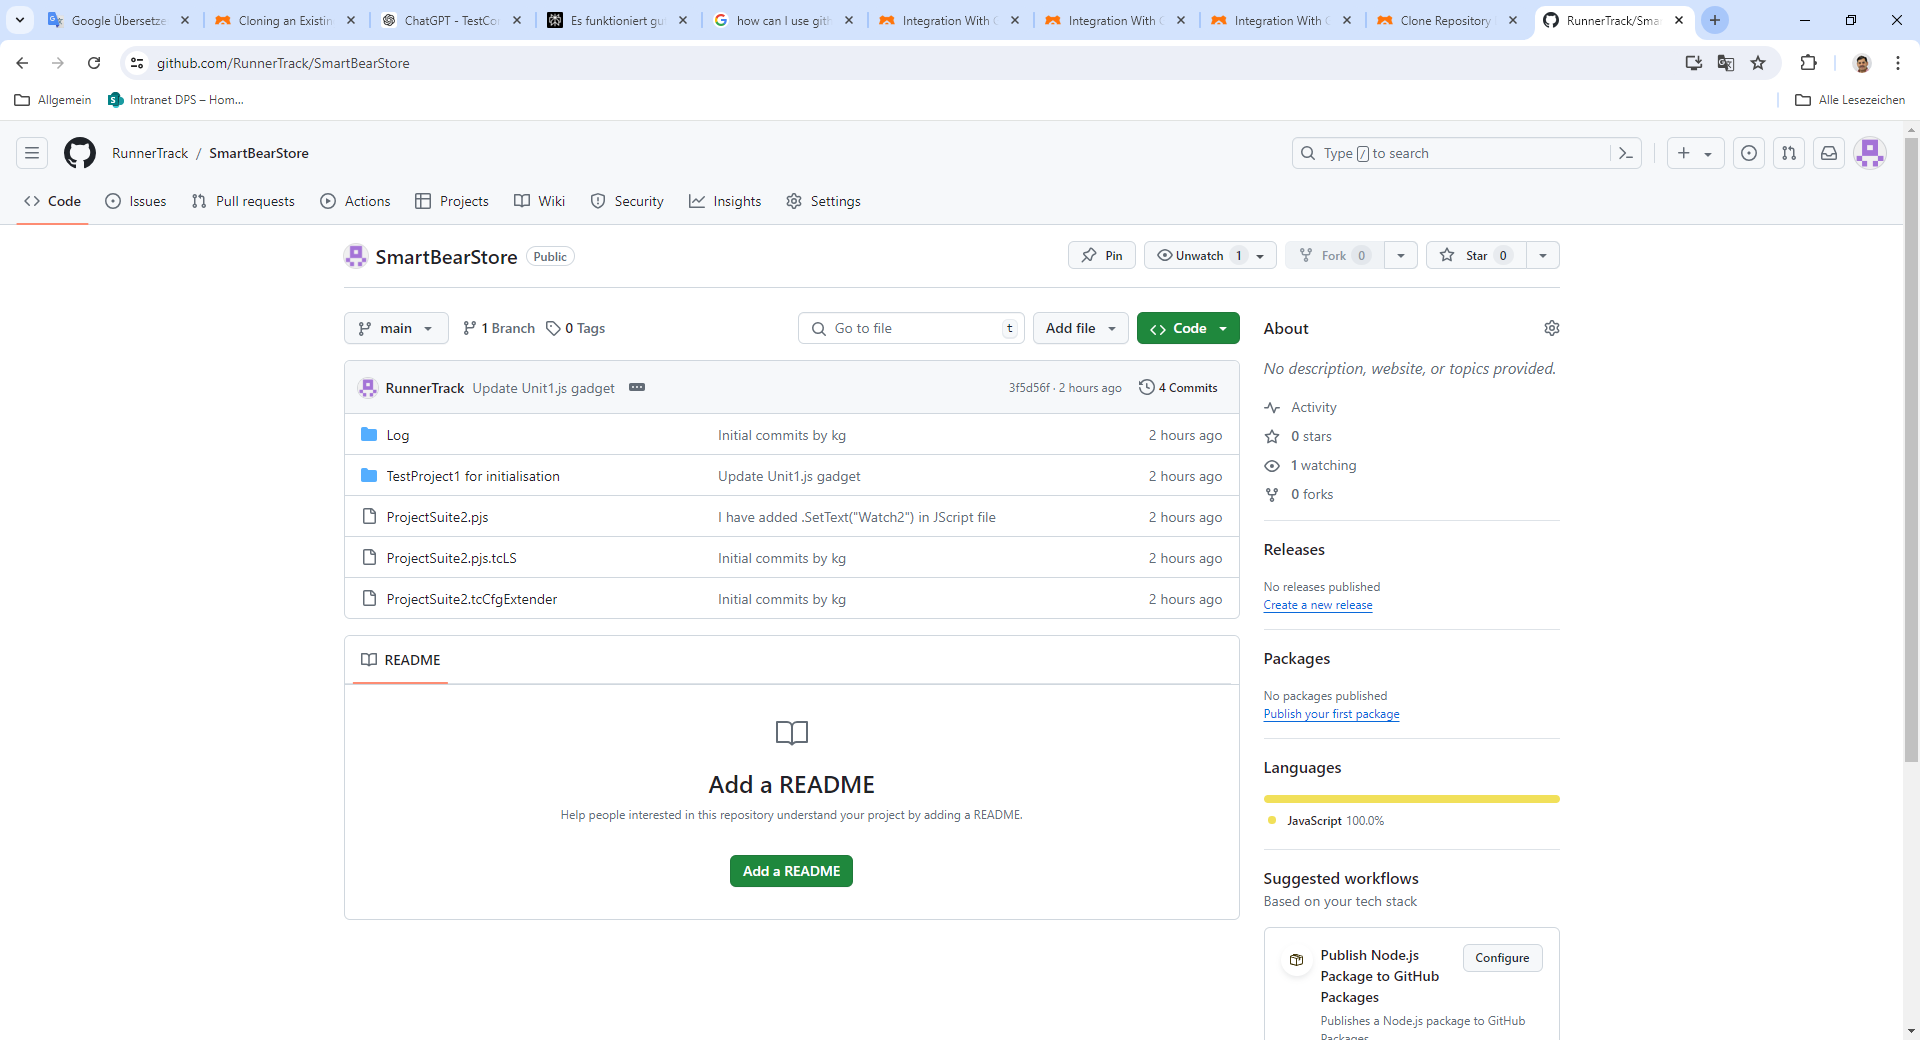 Google Übersetze
Cloning an Existin
ChatGPT - TestCo
Es funktioniert gu
how can I use gith
Integration With
Integration With
Integration With
Clone Repository
RunnerTrack/Sma
github.com/RunnerTrack/SmartBearStore
Allgemein
Intranet DPS – Hom...
Alle Lesezeichen
RunnerTrack / SmartBearStore
Type / to search
Code
Issues
Pull requests
Actions
Projects
Wiki
Security
Insights
Settings
SmartBearStore Public
Pin
Unwatch 1
Fork 0
Star 0
main
1 Branch
0 Tags
Go to file t
Add file
Code
RunnerTrack Update Unit1.js gadget
3f5d56f · 2 hours ago
4 Commits
Log Initial commits by kg 2 hours ago
TestProject1 for initialisation Update Unit1.js gadget 2 hours ago
ProjectSuite2.pjs I have added .SetText("Watch2") in JScript file 2 hours ago
ProjectSuite2.pjs.tcLS Initial commits by kg 2 hours ago
ProjectSuite2.tcCfgExtender Initial commits by kg 2 hours ago
README
Add a README
Help people interested in this repository understand your project by adding a README.
Add a README
About
No description, website, or topics provided.
Activity
0 stars
1 watching
0 forks
Releases
No releases published
Create a new release
Packages
No packages published
Publish your first package
Languages
JavaScript 100.0%
Suggested workflows
Based on your tech stack
Publish Node.js
Package to GitHub
Packages
Configure
Publishes a Node.js package to GitHub
Packages